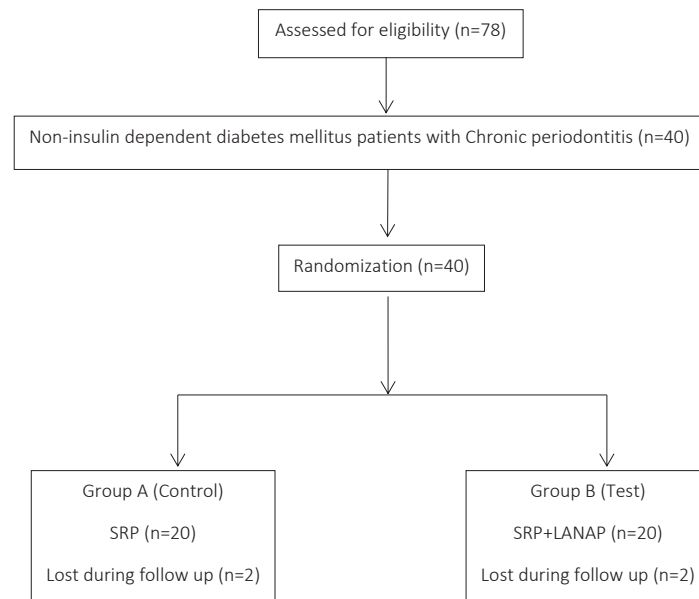 Assessed for eligibility (n=78)
Non-insulin dependent diabetes mellitus patients with Chronic periodontitis (n=40)
Randomization (n=40)
Group A (Control)
SRP (n=20)
Lost during follow up (n=2)
Group B (Test)
SRP+LANAP (n=20)
Lost during follow up (n=2)